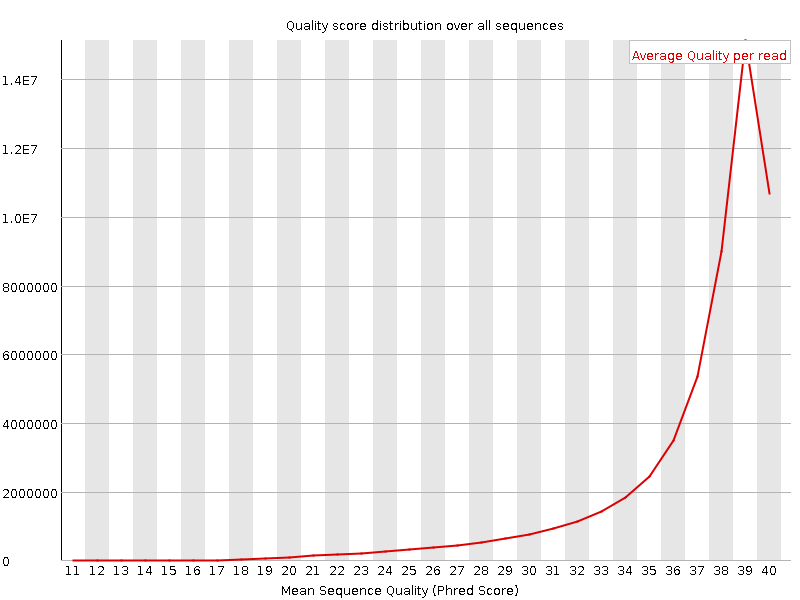 Quality score distribution over all sequences
Average Quality per read
1.4E7
1.2E7
1.0E7
8000000
6000000
4000000
2000000
0
11 12 13 14 15 16 17 18 19 20 21 22 23 24 25 26 27 28 29 30 31 32 33 34 35 36 37 38 39 40
Mean Sequence Quality (Phred Score)